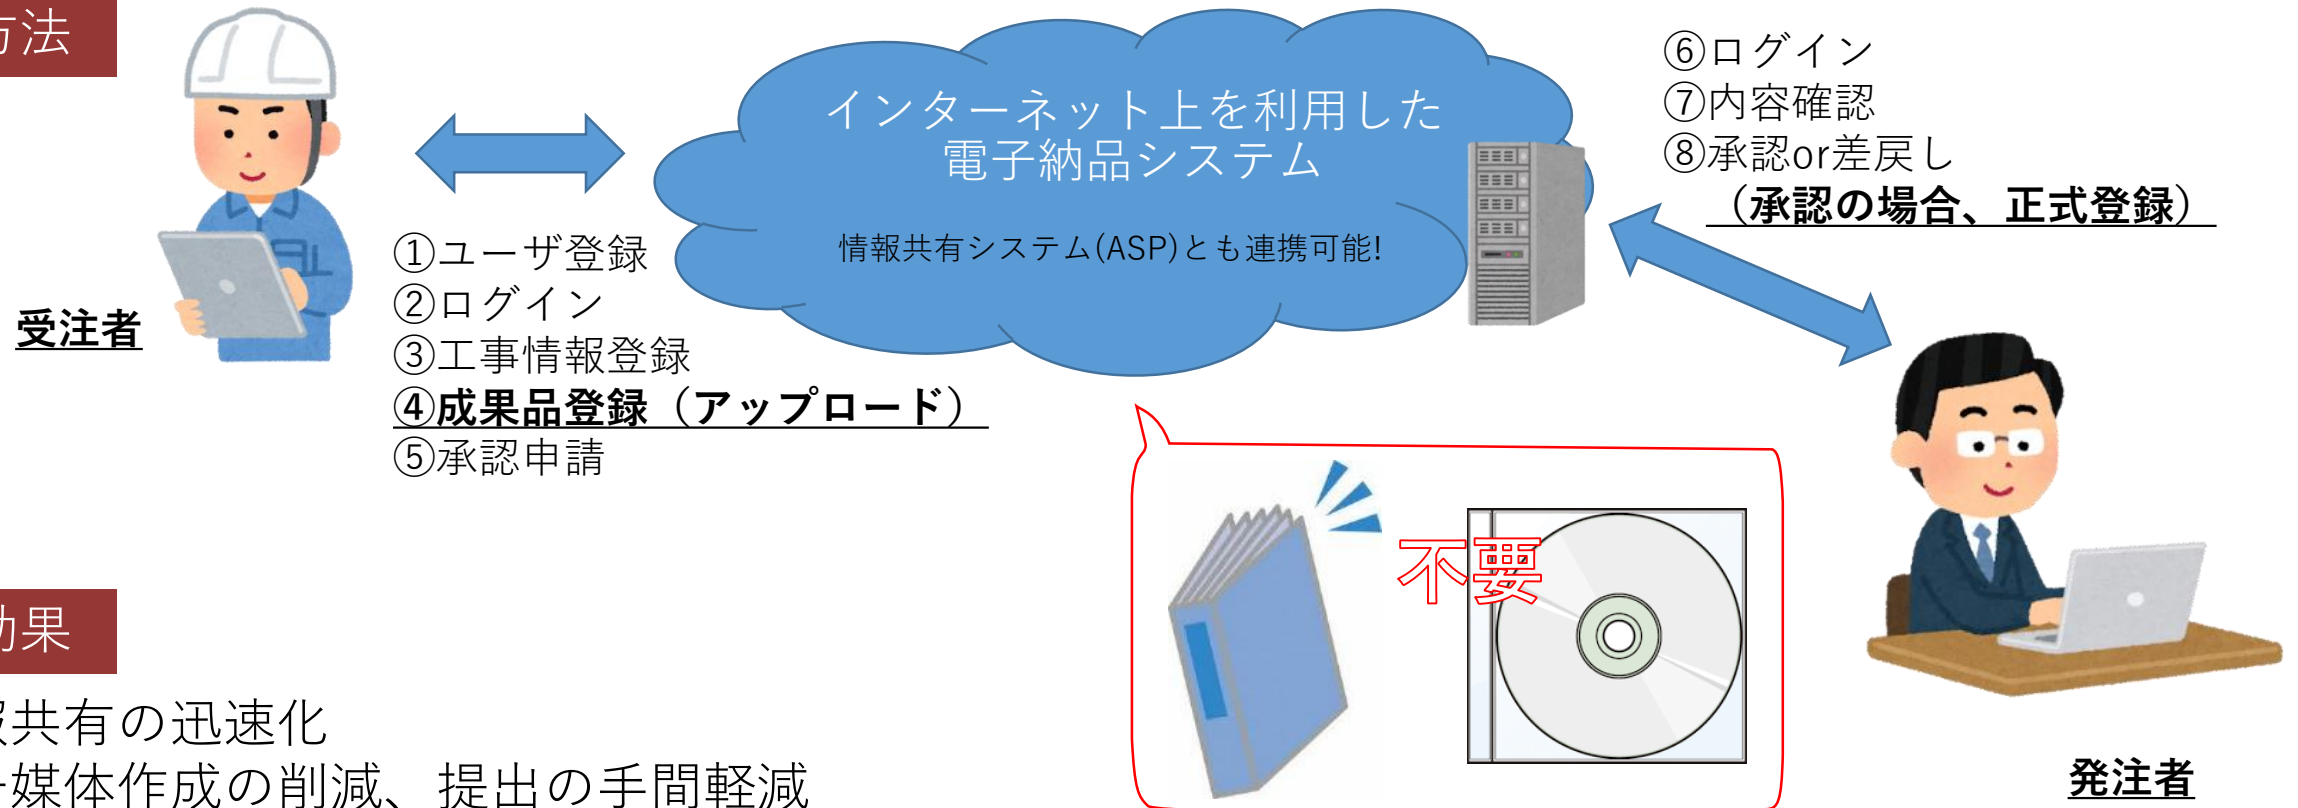 方法
受注者
①ユーザ登録
②ログイン
③工事情報登録
④成果品登録（アップロード）
⑤承認申請
インターネット上を利用した
電子納品システム
情報共有システム(ASP)とも連携可能!
⑥ログイン
⑦内容確認
⑧承認or差戻し
（承認の場合、正式登録）
不要
発注者
効果
報共有の迅速化
媒体作成の削減、提出の手間軽減